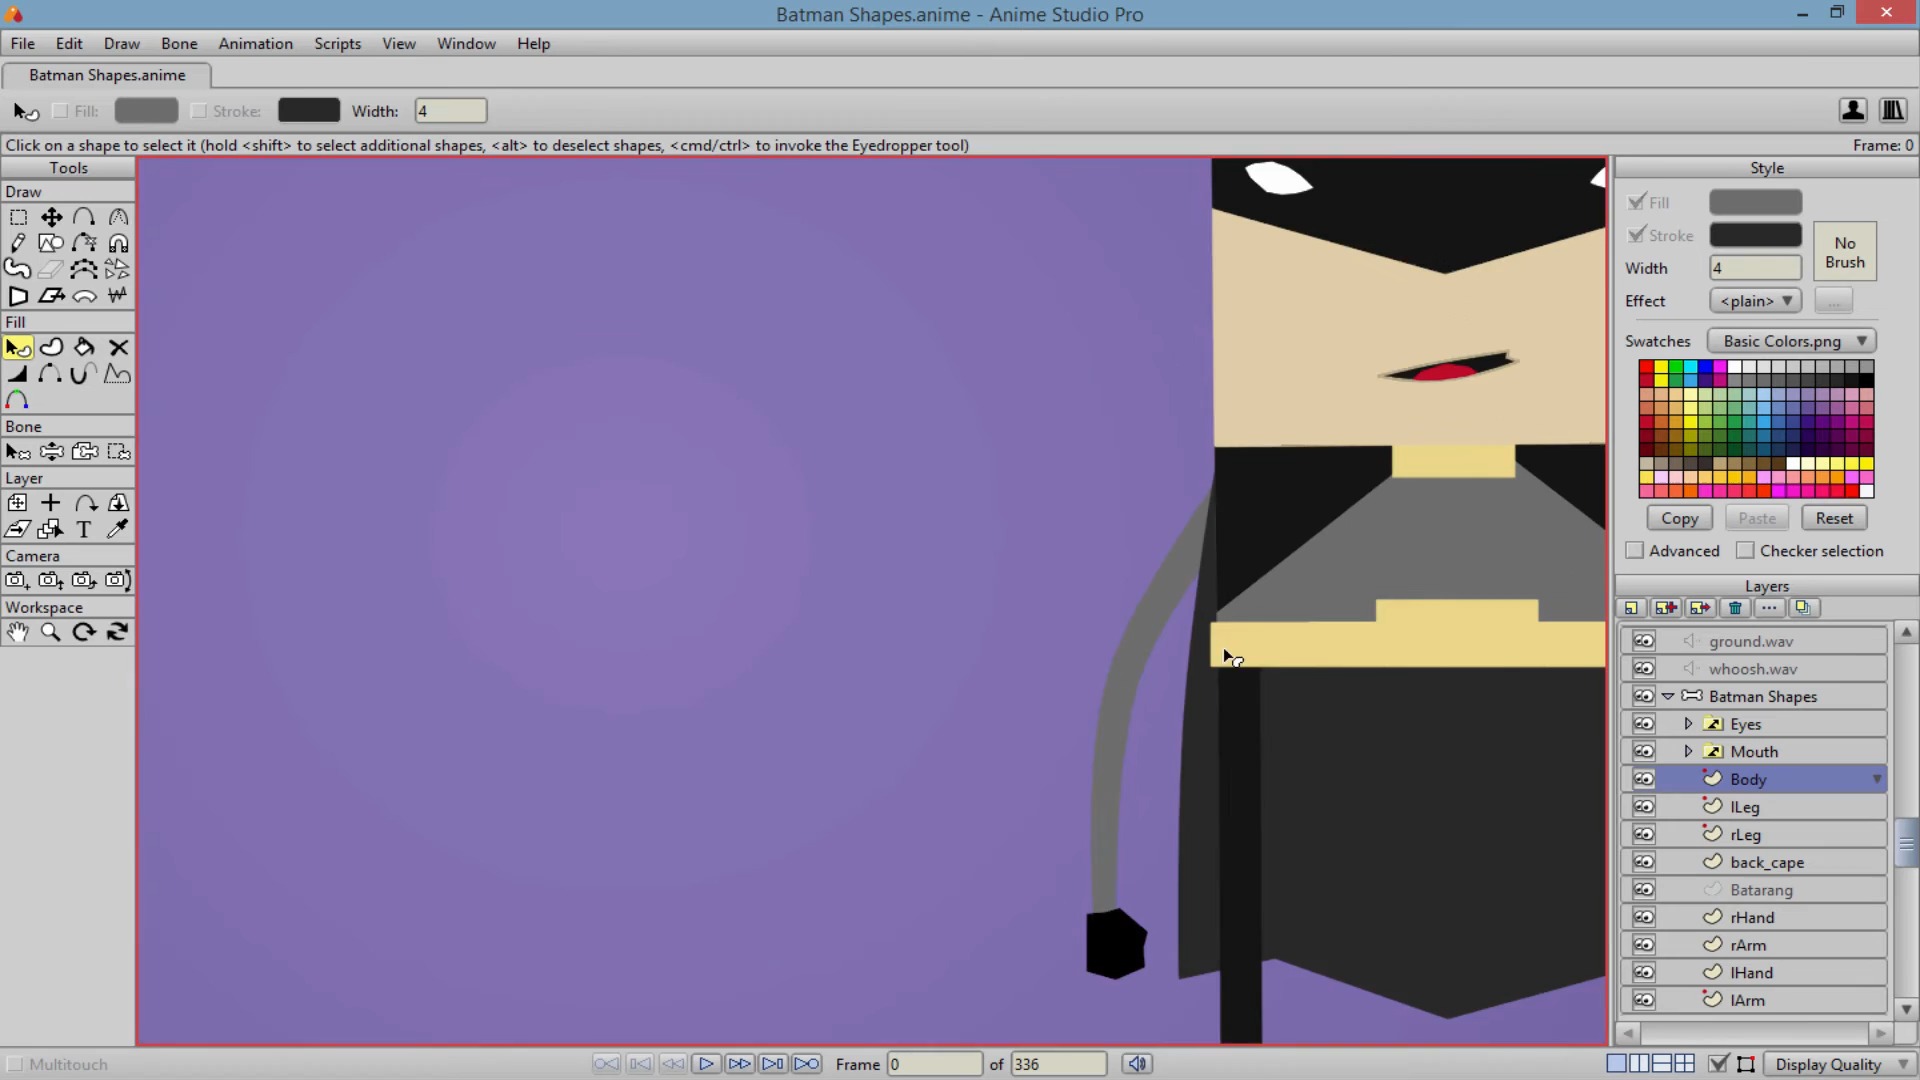 Batman Shapes.anime - Anime Studio Pro
File Edit Draw Bone Animation Scripts View Window Help
Batman Shapes.anime
Fill: Stroke: Width: 4
Click on a shape to select it (hold <shift> to select additional shapes, <alt> to deselect shapes, <cmd/ctrl> to invoke the Eyedropper tool) Frame: 0
Tools
Draw
Fill
Bone
Layer
T
Camera
Workspace
Style
Fill
Stroke
No
Brush
Width 4
Effect <plain> ...
Swatches Basic Colors.png
Copy Paste Reset
Advanced Checker selection
Layers
ground.wav
whoosh.wav
Batman Shapes
Eyes
Mouth
Body
lLeg
rLeg
back_cape
Batarang
rHand
rArm
lHand
lArm
Multitouch Frame 0 of 336 Display Quality